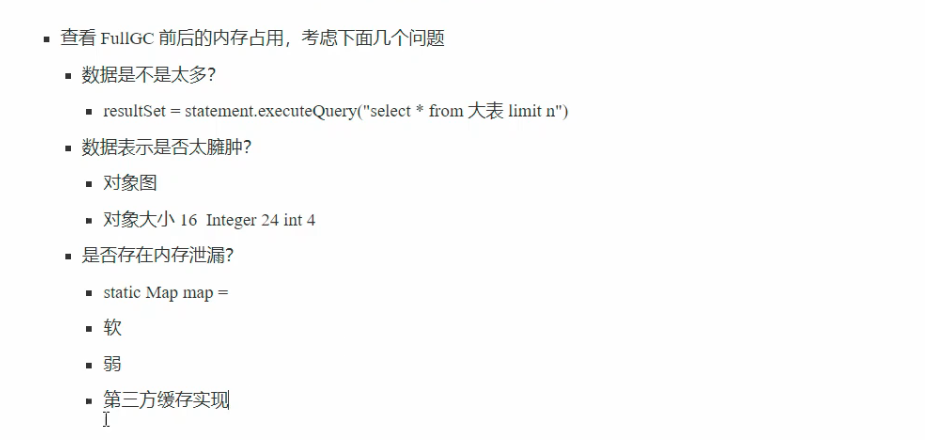 查看 FullGC 前后的内存占用，考虑下面几个问题
数据是不是太多？
resultSet = statement.executeQuery("select * from 大表 limit n")
数据表示是否太臃肿？
对象图
对象大小 16 Integer 24 int 4
是否存在内存泄漏？
static Map map =
软
弱
第三方缓存实现